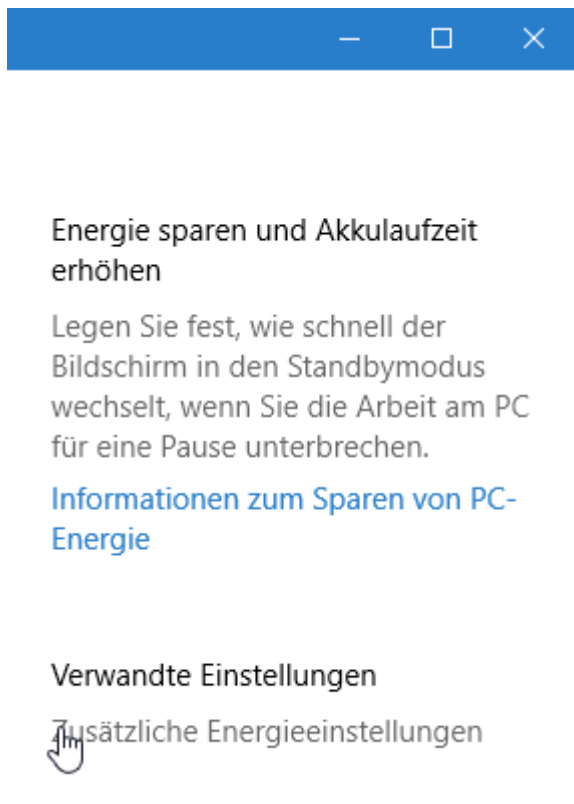 Energie sparen und Akkulaufzeit
erhöhen
Legen Sie fest, wie schnell der
Bildschirm in den Standbymodus
wechselt, wenn Sie die Arbeit am PC
für eine Pause unterbrechen.
Informationen zum Sparen von PC-
Energie
Verwandte Einstellungen
Zusätzliche Energieeinstellungen